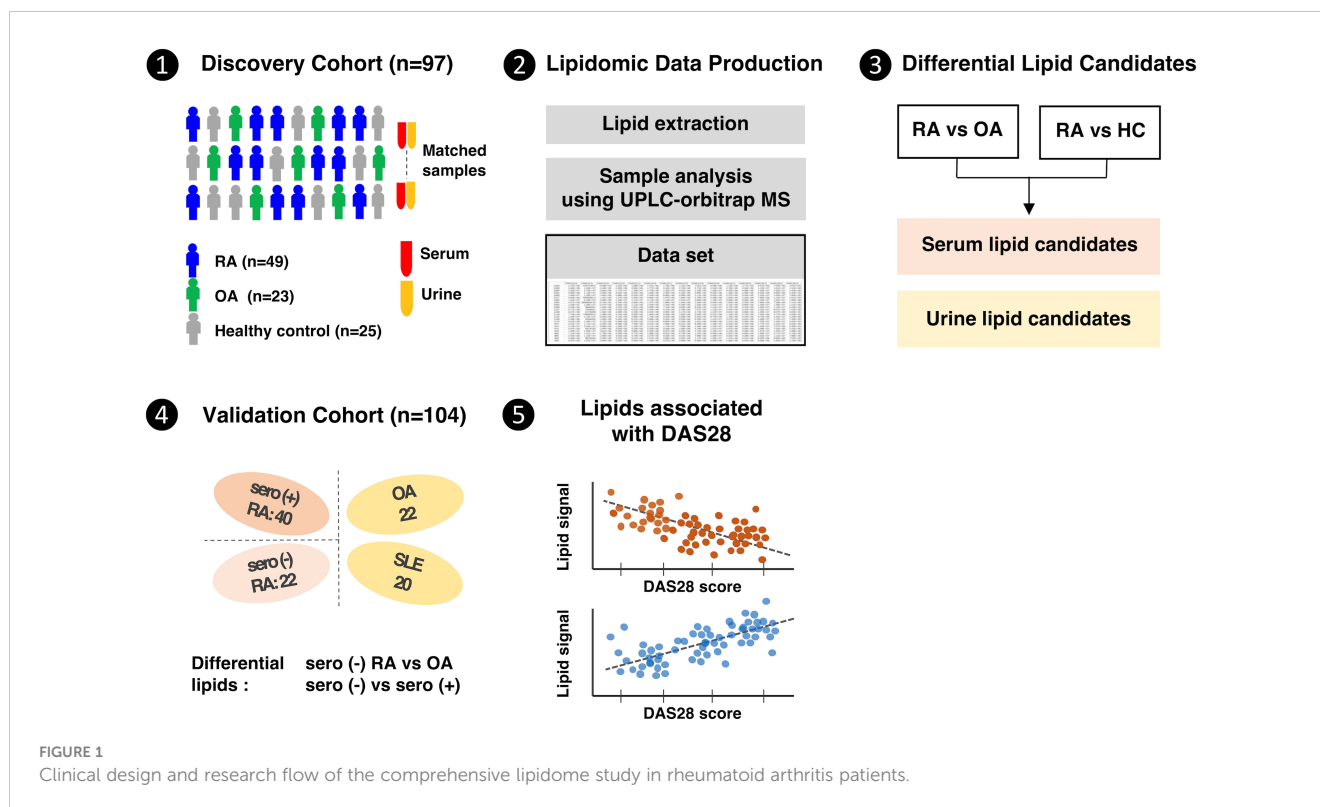 1 Discovery Cohort (n=97)
Matched
samples
RA (n=49)
OA (n=23)
Healthy control (n=25)
Serum
Urine
2 Lipidomic Data Production
Lipid extraction
Sample analysis
using UPLC-orbitrap MS
Data set
3 Differential Lipid Candidates
RA vs OA
RA vs HC
Serum lipid candidates
Urine lipid candidates
4 Validation Cohort (n=104)
sero (+)
RA: 40
OA
22
sero (-)
RA: 22
SLE
20
Differential sero (-) RA vs OA
lipids : sero (-) vs sero (+)
5 Lipids associated
with DAS28
Lipid signal
DAS28 score
Lipid signal
DAS28 score
FIGURE 1
Clinical design and research flow of the comprehensive lipidome study in rheumatoid arthritis patients.